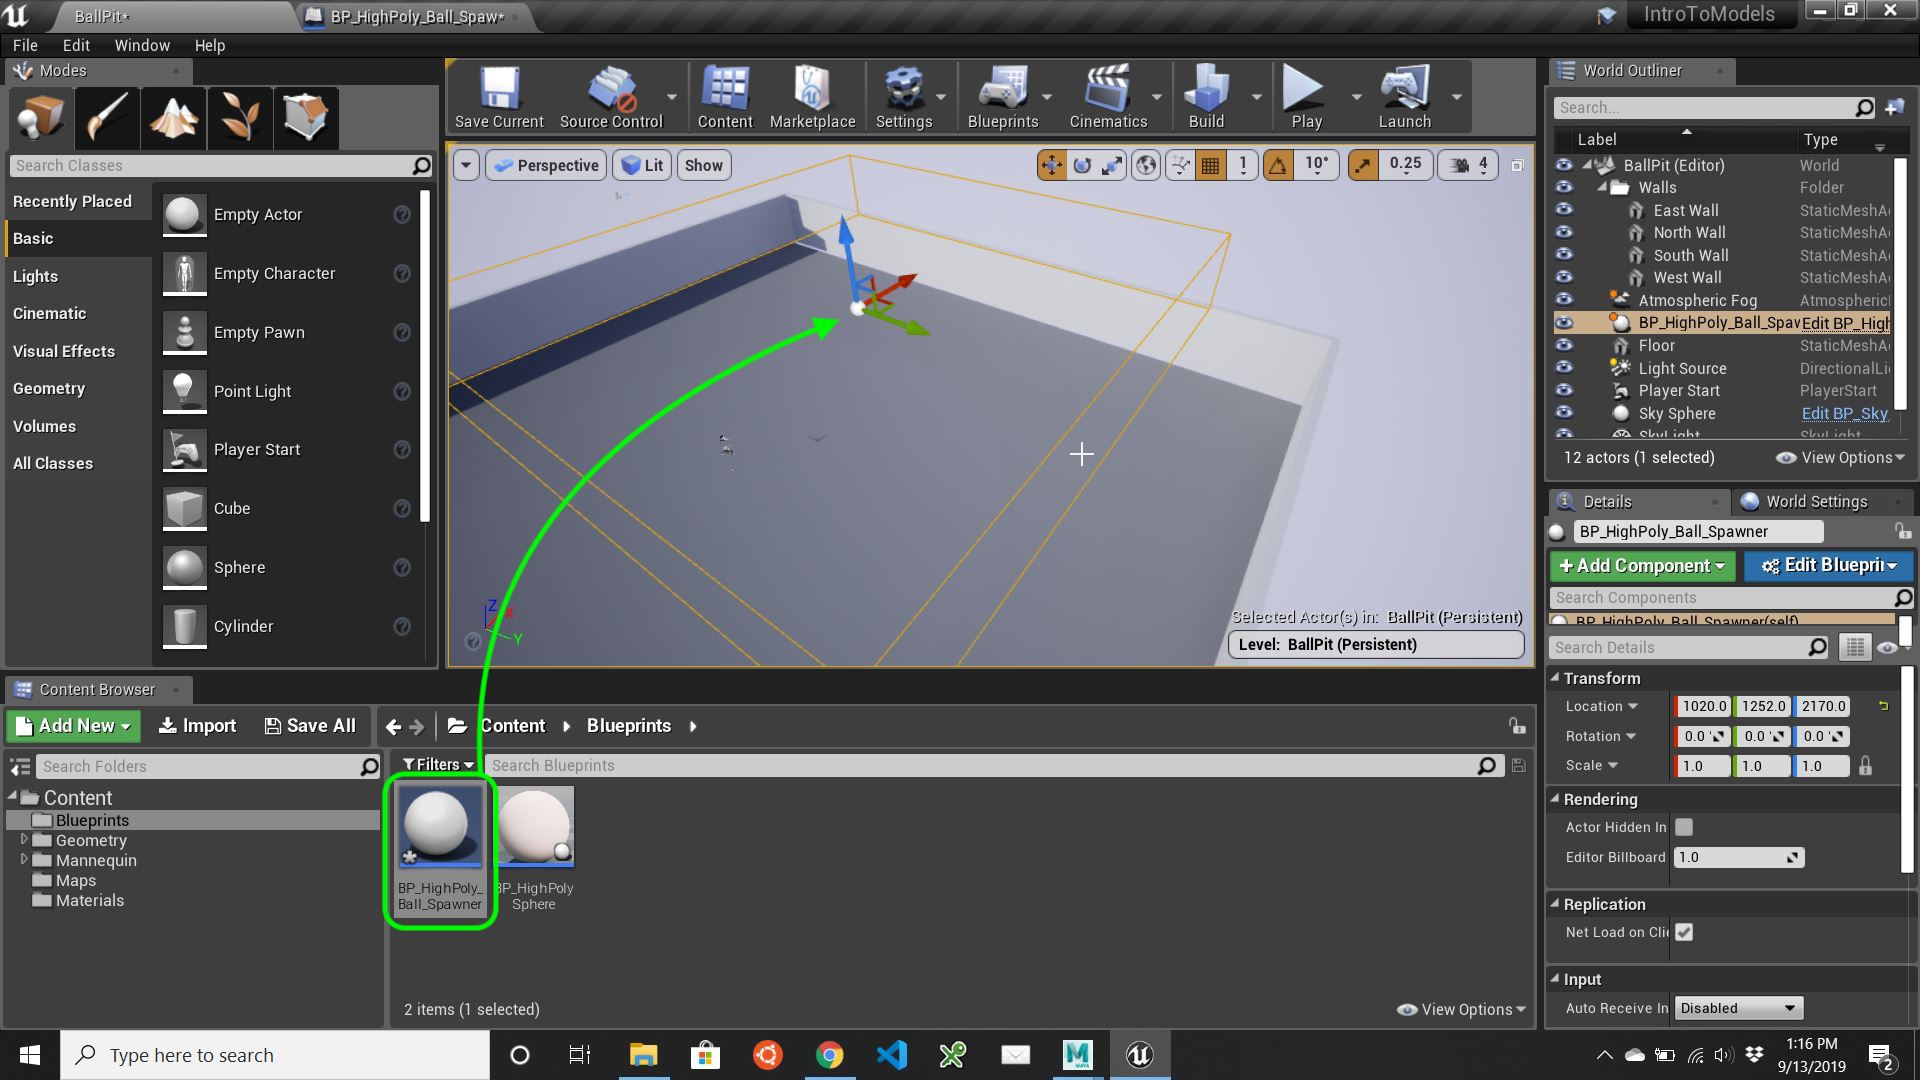 BallPit*
BP_HighPoly_Ball_Spaw*
IntroToModels
File
Edit
Window
Help
Modes
Search Classes
Recently Placed
Basic
Lights
Cinematic
Visual Effects
Geometry
Volumes
All Classes
Empty Actor
Empty Character
Empty Pawn
Point Light
Player Start
Cube
Sphere
Cylinder
Save Current
Source Control
Content
Marketplace
Settings
Blueprints
Cinematics
Build
Play
Launch
Perspective
Lit
Show
1
10°
0.25
4
Z
X
Y
Selected Actor(s) in: BallPit (Persistent)
Level: BallPit (Persistent)
World Outliner
Search...
Label
Type
BallPit (Editor)
World
Walls
Folder
East Wall
StaticMeshA
North Wall
StaticMeshA
South Wall
StaticMeshA
West Wall
StaticMeshA
Atmospheric Fog
Atmospheric
BP_HighPoly_Ball_Spaw
Edit BP_High
Floor
StaticMeshA
Light Source
DirectionalLi
Player Start
PlayerStart
Sky Sphere
Edit BP_Sky
SkyLight
SkyLight
12 actors (1 selected)
View Options
Details
World Settings
BP_HighPoly_Ball_Spawner
+ Add Component
Edit Blueprin
Search Components
BP_HighPoly_Ball_Spawner(self)
Search Details
Transform
Location
1020.0
1252.0
2170.0
Rotation
0.0 °
0.0 °
0.0 °
Scale
1.0
1.0
1.0
Rendering
Actor Hidden In
Editor Billboard
1.0
Replication
Net Load on Clie
Input
Auto Receive In
Disabled
Content Browser
Add New
Import
Save All
Content
Blueprints
Search Folders
Filters
Search Blueprints
Content
Blueprints
Geometry
Mannequin
Maps
Materials
BP_HighPoly_
Ball_Spawner
BP_HighPoly
Sphere
2 items (1 selected)
View Options
Type here to search
1:16 PM
9/13/2019
2